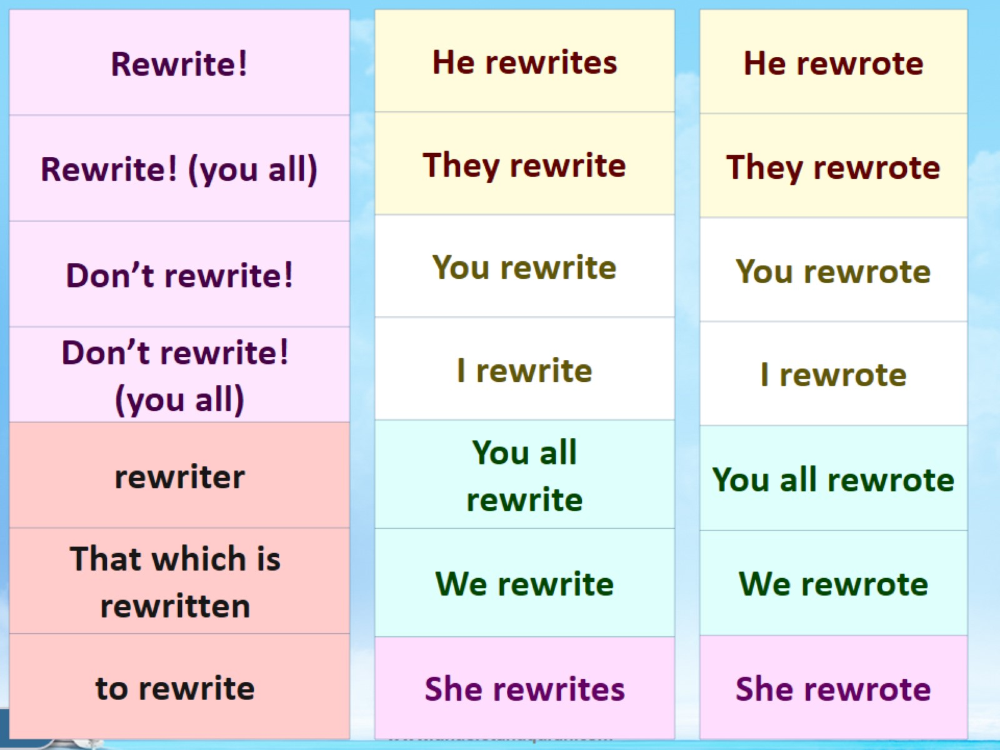 Rewrite!
Rewrite! (you all)
Don’t rewrite!
Don’t rewrite!
(you all)
rewriter
That which is
rewritten
to rewrite
He rewrites
They rewrite
You rewrite
I rewrite
You all
rewrite
We rewrite
She rewrites
He rewrote
They rewrote
You rewrote
I rewrote
You all rewrote
We rewrote
She rewrote